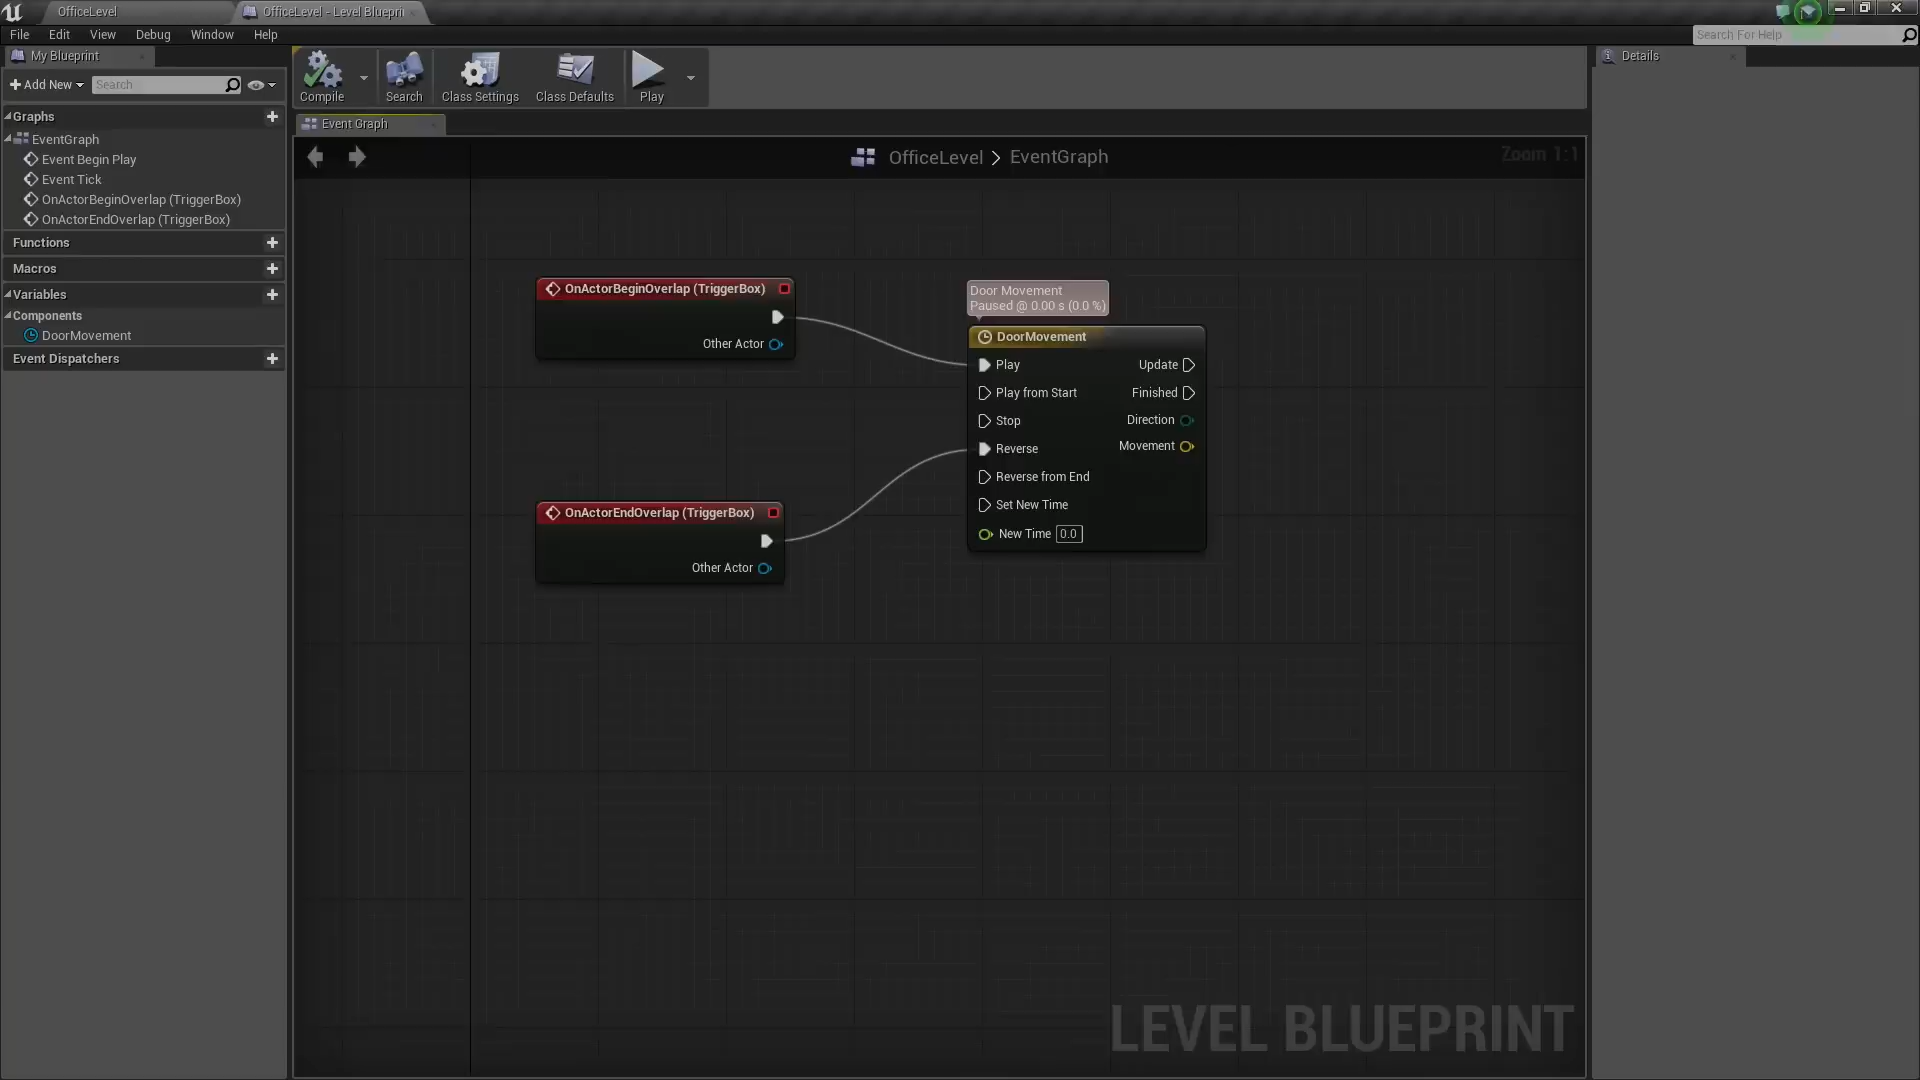 OfficeLevel
OfficeLevel - Level Blueprin
File Edit View Debug Window Help
Search For Help
My Blueprint
Add New
Search
Graphs
EventGraph
Event Begin Play
Event Tick
OnActorBeginOverlap (TriggerBox)
OnActorEndOverlap (TriggerBox)
Functions
Macros
Variables
Components
DoorMovement
Event Dispatchers
Compile
Search
Class Settings
Class Defaults
Play
Event Graph
OfficeLevel > EventGraph
Zoom 1:1
OnActorBeginOverlap (TriggerBox)
Other Actor
OnActorEndOverlap (TriggerBox)
Other Actor
Door Movement
Paused @ 0.00 s (0.0 %)
DoorMovement
Play Update
Play from Start Finished
Stop Direction
Reverse Movement
Reverse from End
Set New Time
New Time 0.0
Details
LEVEL BLUEPRINT